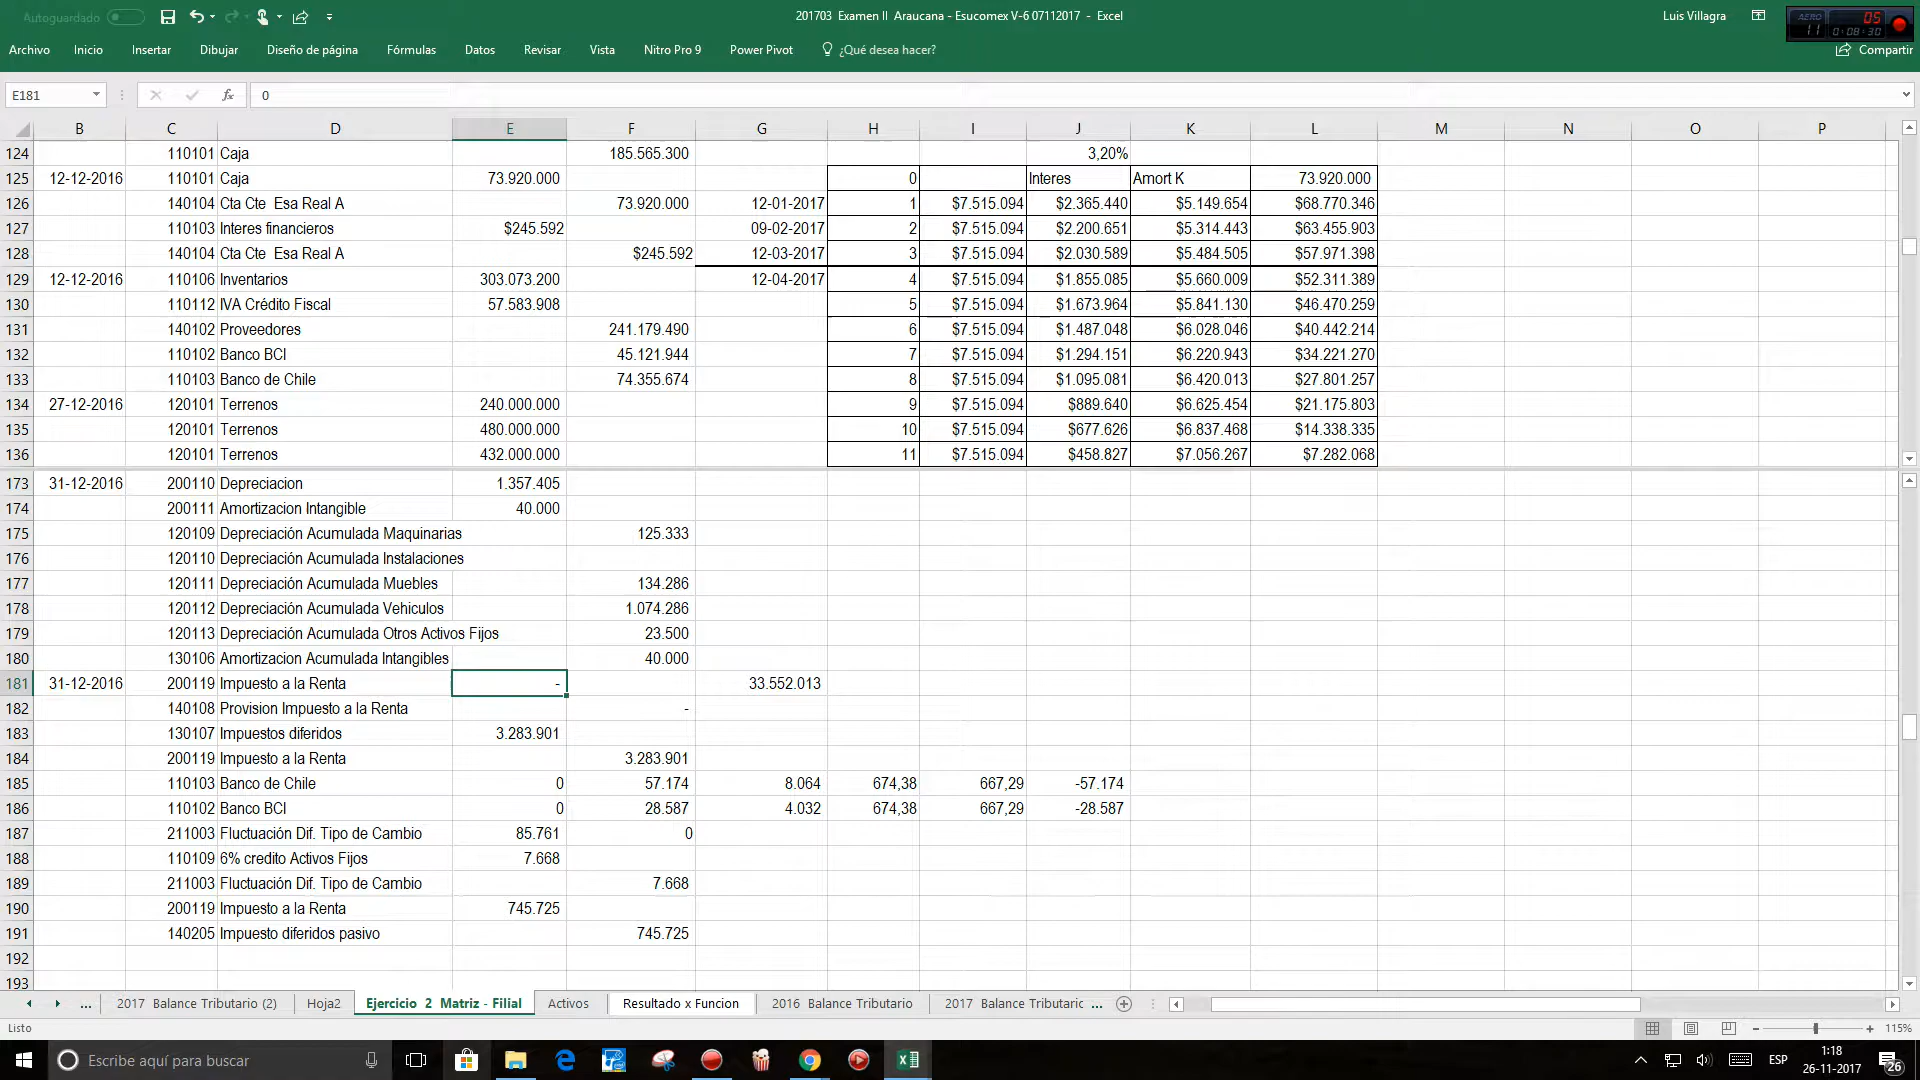 Autoguardado
201703 Examen II Araucana - Esucomex V-6 07112017 - Excel
Luis Villagra
Archivo Inicio Insertar Dibujar Diseño de página Fórmulas Datos Revisar Vista Nitro Pro 9 Power Pivot ¿Qué desea hacer? Compartir
E181 fx 0
B C D E F G H I J K L M N O P
124 110101 Caja 185.565.300 3,20%
125 12-12-2016 110101 Caja 73.920.000 0 Interes Amort K 73.920.000
126 140104 Cta Cte Esa Real A 73.920.000 12-01-2017 1 $7.515.094 $2.365.440 $5.149.654 $68.770.346
127 110103 Interes financieros $245.592 09-02-2017 2 $7.515.094 $2.200.651 $5.314.443 $63.455.903
128 140104 Cta Cte Esa Real A $245.592 12-03-2017 3 $7.515.094 $2.030.589 $5.484.505 $57.971.398
129 12-12-2016 110106 Inventarios 303.073.200 12-04-2017 4 $7.515.094 $1.855.085 $5.660.009 $52.311.389
130 110112 IVA Crédito Fiscal 57.583.908 5 $7.515.094 $1.673.964 $5.841.130 $46.470.259
131 140102 Proveedores 241.179.490 6 $7.515.094 $1.487.048 $6.028.046 $40.442.214
132 110102 Banco BCI 45.121.944 7 $7.515.094 $1.294.151 $6.220.943 $34.221.270
133 110103 Banco de Chile 74.355.674 8 $7.515.094 $1.095.081 $6.420.013 $27.801.257
134 27-12-2016 120101 Terrenos 240.000.000 9 $7.515.094 $889.640 $6.625.454 $21.175.803
135 120101 Terrenos 480.000.000 10 $7.515.094 $677.626 $6.837.468 $14.338.335
136 120101 Terrenos 432.000.000 11 $7.515.094 $458.827 $7.056.267 $7.282.068
173 31-12-2016 200110 Depreciacion 1.357.405
174 200111 Amortizacion Intangible 40.000
175 120109 Depreciación Acumulada Maquinarias 125.333
176 120110 Depreciación Acumulada Instalaciones
177 120111 Depreciación Acumulada Muebles 134.286
178 120112 Depreciación Acumulada Vehiculos 1.074.286
179 120113 Depreciación Acumulada Otros Activos Fijos 23.500
180 130106 Amortizacion Acumulada Intangibles 40.000
181 31-12-2016 200119 Impuesto a la Renta - 33.552.013
182 140108 Provision Impuesto a la Renta -
183 130107 Impuestos diferidos 3.283.901
184 200119 Impuesto a la Renta 3.283.901
185 110103 Banco de Chile 0 57.174 8.064 674,38 667,29 -57.174
186 110102 Banco BCI 0 28.587 4.032 674,38 667,29 -28.587
187 211003 Fluctuación Dif. Tipo de Cambio 85.761 0
188 110109 6% credito Activos Fijos 7.668
189 211003 Fluctuación Dif. Tipo de Cambio 7.668
190 200119 Impuesto a la Renta 745.725
191 140205 Impuesto diferidos pasivo 745.725
192
193
... 2017 Balance Tributario (2) Hoja2 Ejercicio 2 Matriz - Filial Activos Resultado x Funcion 2016 Balance Tributario 2017 Balance Tributaric ...
Listo 115%
Escribe aquí para buscar ESP 1:18
26-11-2017 26